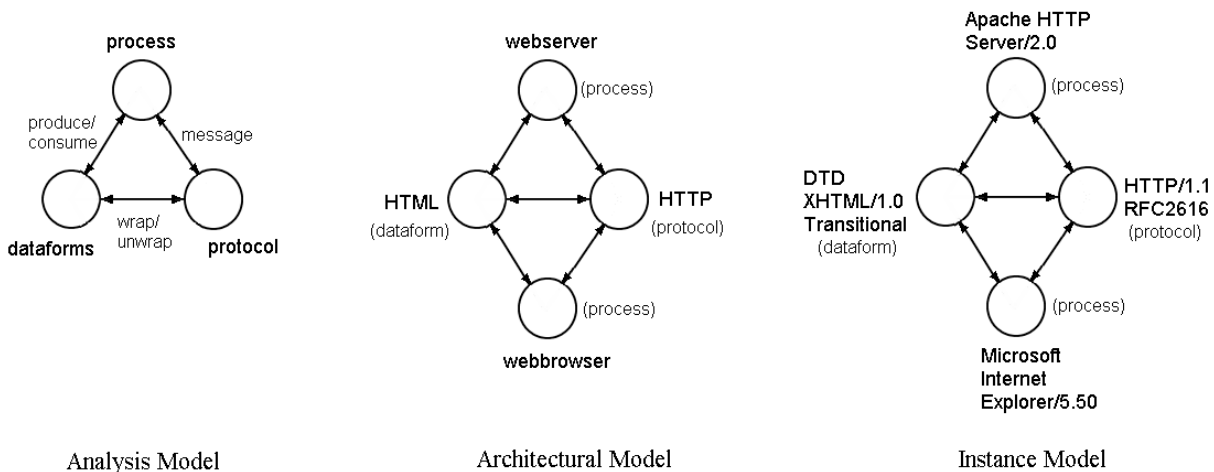 process
produce/
consume
message
wrap/
unwrap
dataforms
protocol
Analysis Model
webserver
(process)
HTML
(dataform)
HTTP
(protocol)
(process)
webbrowser
Architectural Model
Apache HTTP
Server/2.0
(process)
DTD
XHTML/1.0
Transitional
(dataform)
HTTP/1.1
RFC2616
(protocol)
(process)
Microsoft
Internet
Explorer/5.50
Instance Model